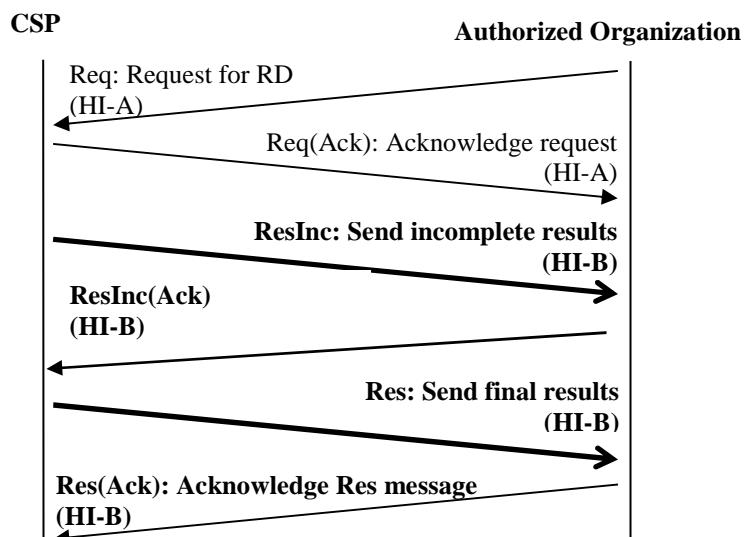 CSP
Authorized Organization
Req: Request for RD
(HI-A)
Req(Ack): Acknowledge request
(HI-A)
ResInc: Send incomplete results
(HI-B)
ResInc(Ack)
(HI-B)
Res: Send final results
(HI-B)
Res(Ack): Acknowledge Res message
(HI-B)